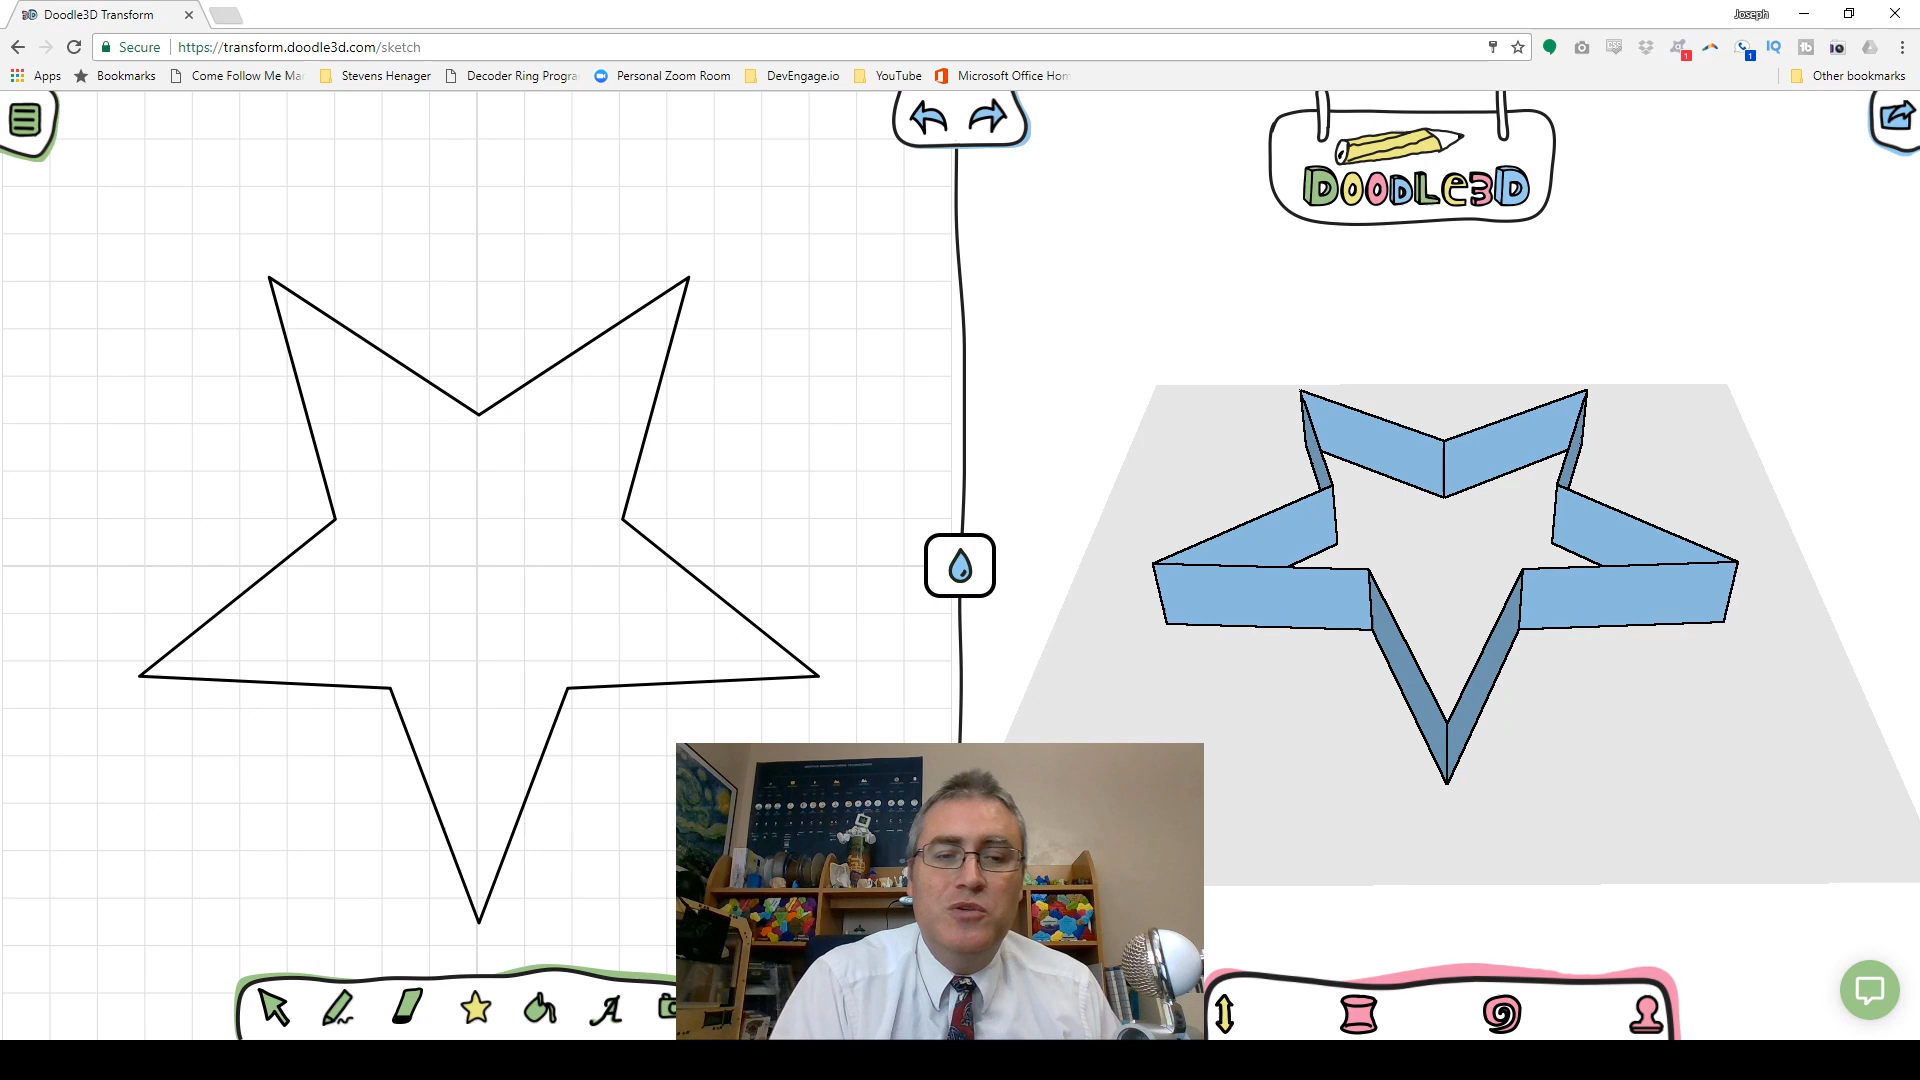 Doodle3D Transform
Joseph
Secure
https://transform.doodle3d.com/sketch
Apps
Bookmarks
Come Follow Me Ma
Stevens Henager
Decoder Ring Progra
Personal Zoom Room
DevEngage.io
YouTube
Microsoft Office Hom
Other bookmarks
DOODLe3D